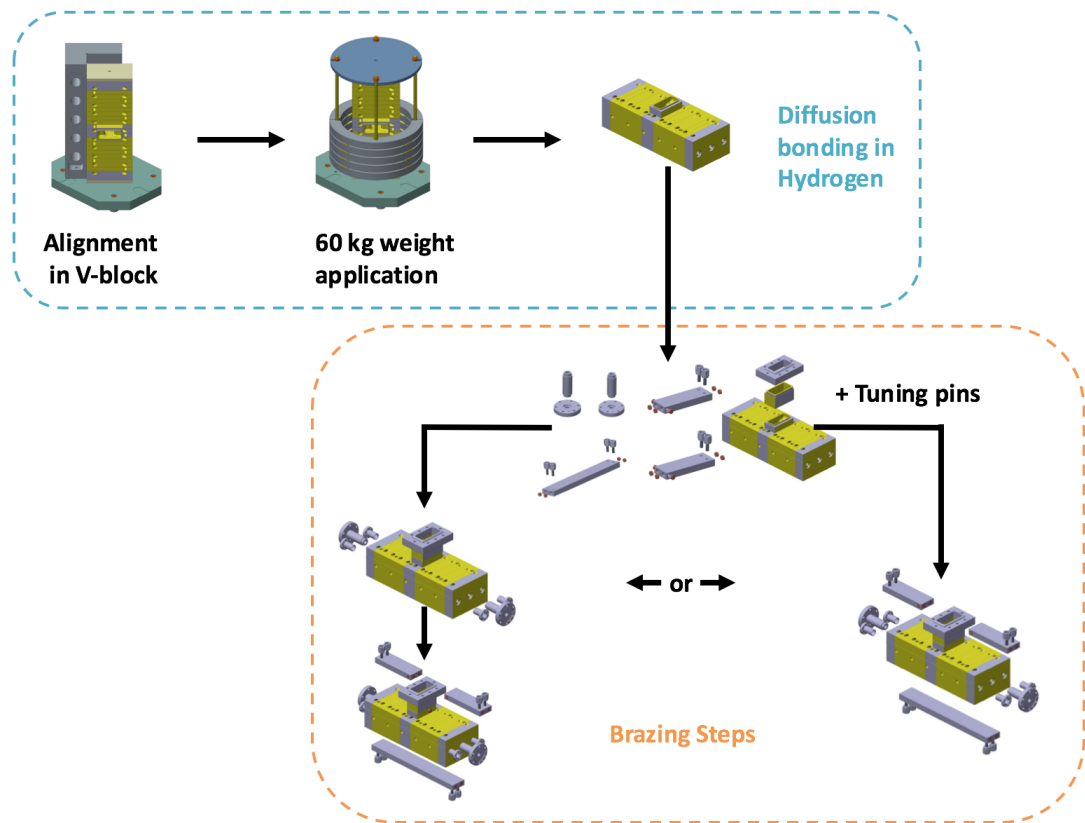 Alignment
in V-block
60 kg weight
application
Diffusion
bonding in
Hydrogen
+ Tuning pins
or
Brazing Steps